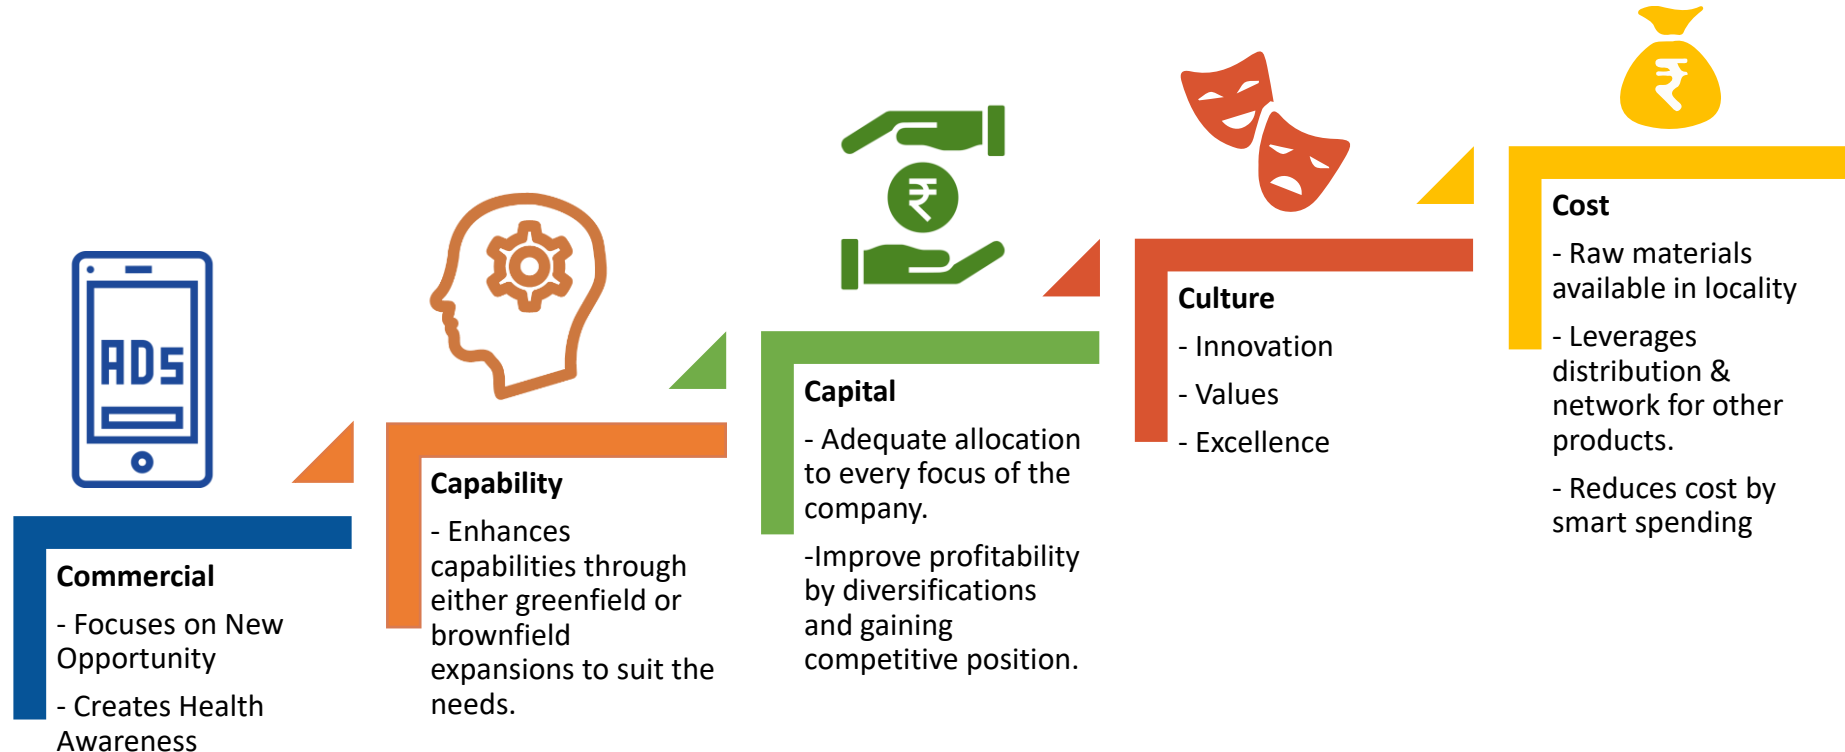 ADS
Commercial
- Focuses on New
Opportunity
- Creates Health
Awareness
Capability
- Enhances
capabilities through
either greenfield or
brownfield
expansions to suit the
needs.
₹
Capital
- Adequate allocation
to every focus of the
company.
-Improve profitability
by diversifications
and gaining
competitive position.
Culture
- Innovation
- Values
- Excellence
₹
Cost
- Raw materials
available in locality
- Leverages
distribution &
network for other
products.
- Reduces cost by
smart spending